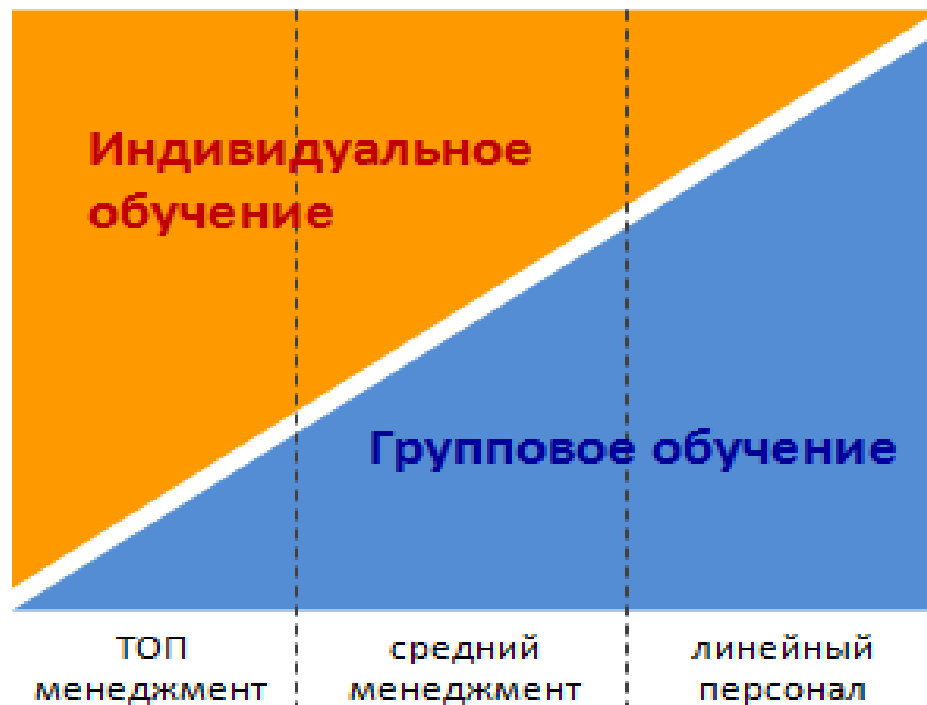 Индивидуальное
обучение
Групповое обучение
ТОП
менеджмент
средний
менеджмент
линейный
персонал